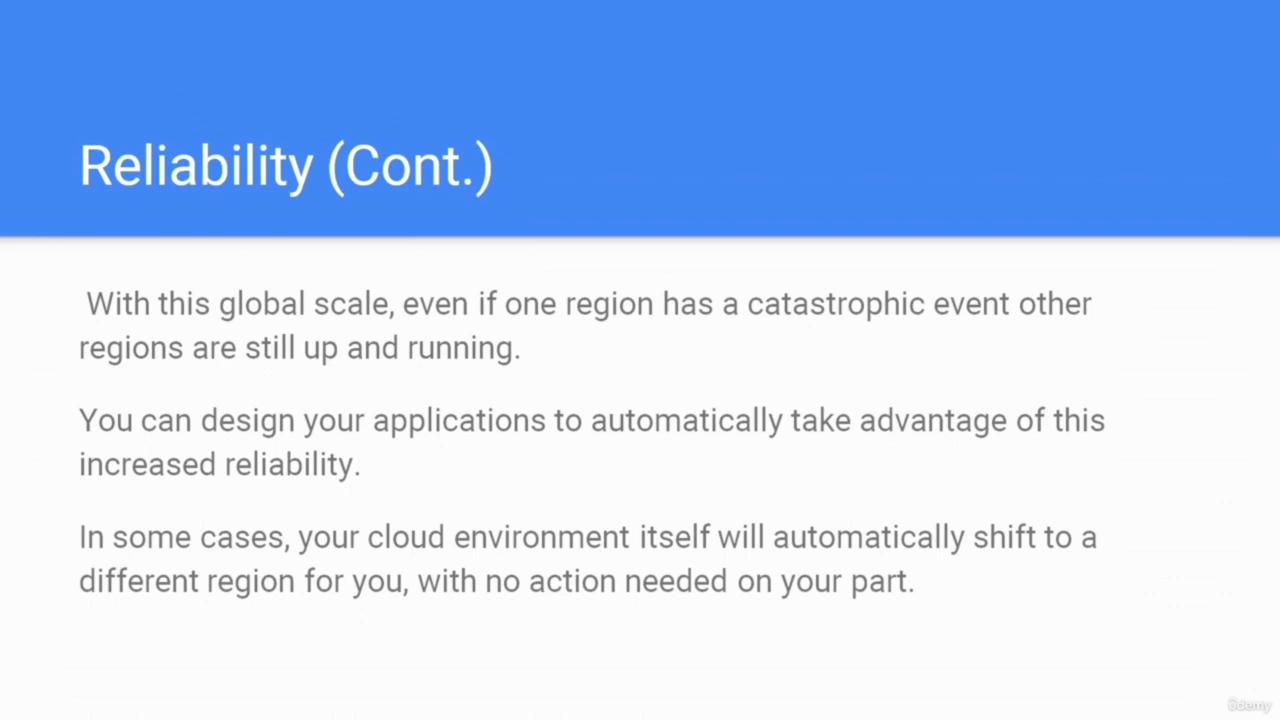 Reliability (Cont.)
With this global scale, even if one region has a catastrophic event other
regions are still up and running.
You can design your applications to automatically take advantage of this
increased reliability.
In some cases, your cloud environment itself will automatically shift to a
different region for you, with no action needed on your part.
Udemy